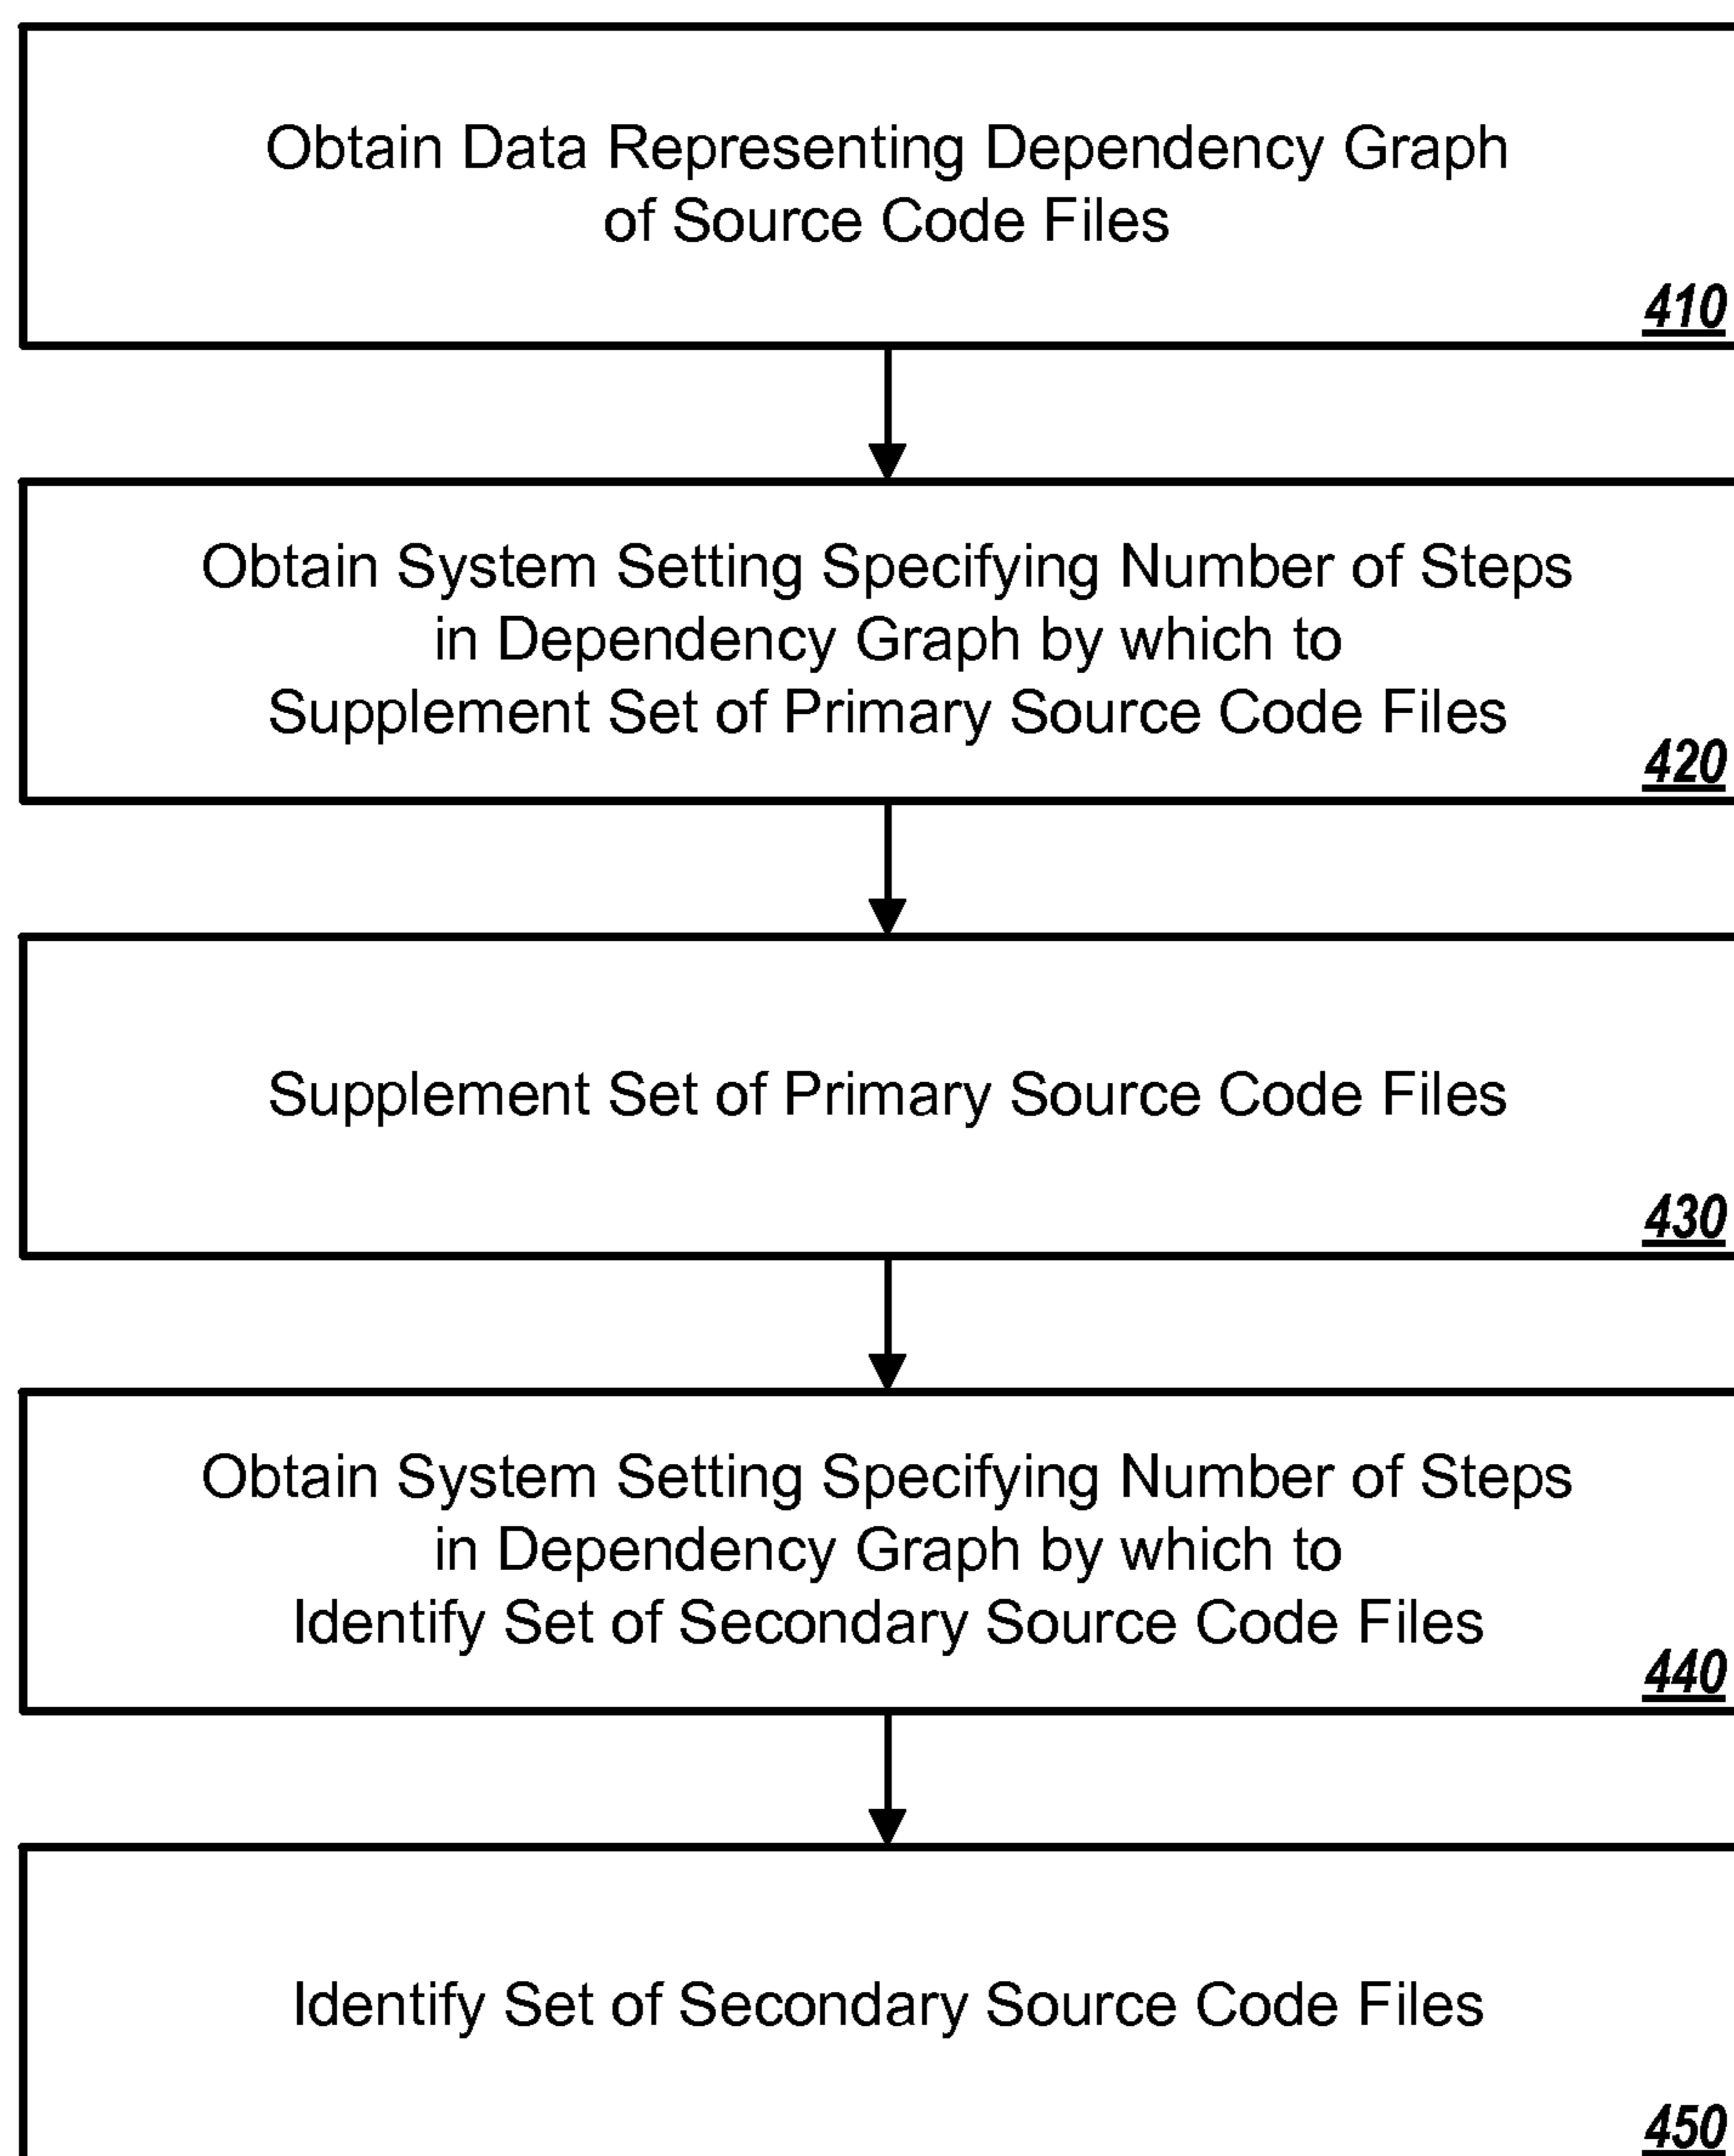 Obtain Data Representing Dependency Graph
of Source Code Files
410
Obtain System Setting Specifying Number of Steps
in Dependency Graph by which to
Supplement Set of Primary Source Code Files
420
Supplement Set of Primary Source Code Files
430
Obtain System Setting Specifying Number of Steps
in Dependency Graph by which to
Identify Set of Secondary Source Code Files
440
Identify Set of Secondary Source Code Files
450